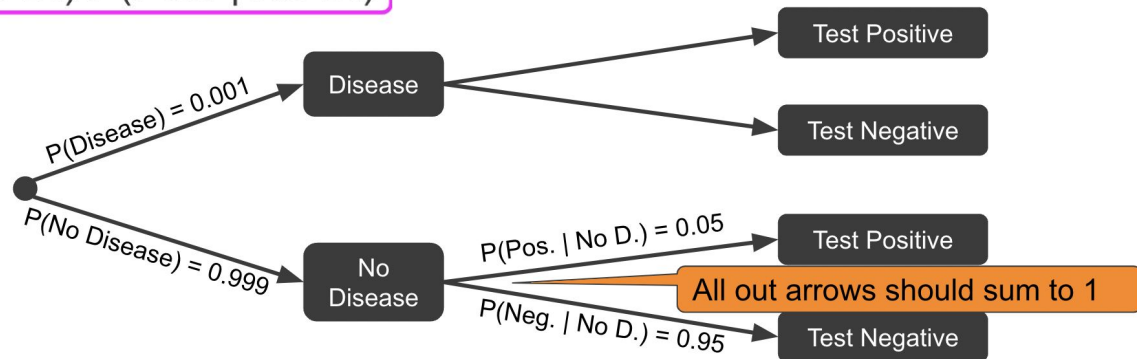 Test Positive
Disease
P(Disease) = 0.001
Test Negative
P(No Disease) = 0.999
P(Pos. | No D.) = 0.05
Test Positive
No
Disease
All out arrows should sum to 1
P(Neg. | No D.) = 0.95
Test Negative